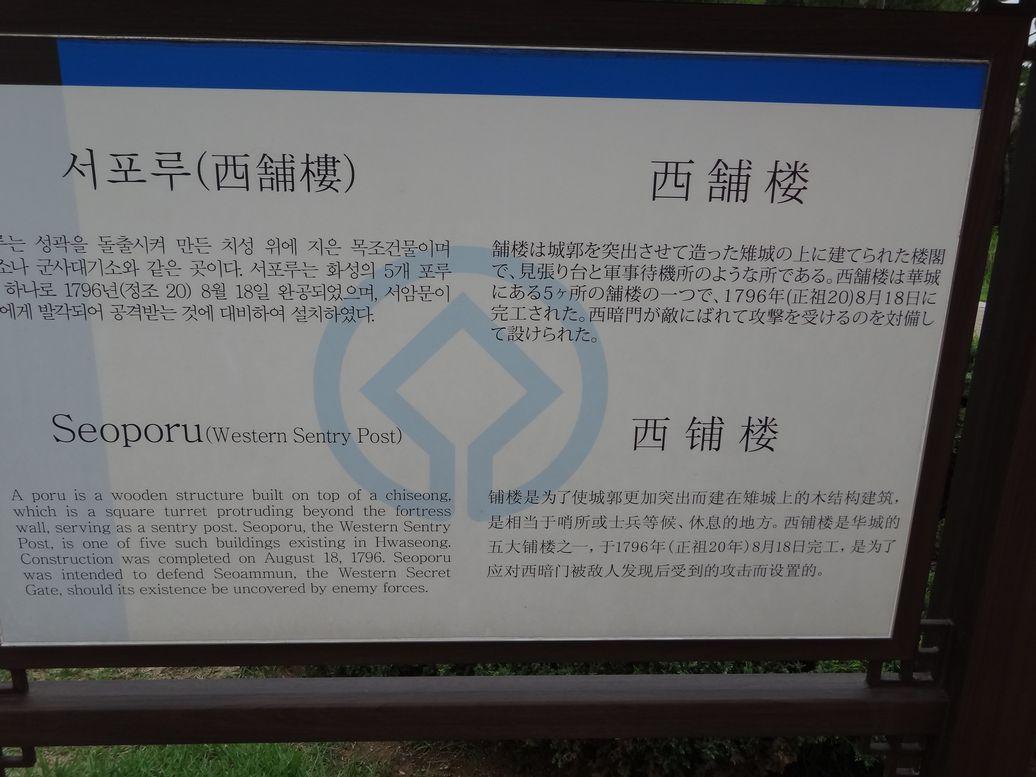 서포루(西舖樓)
루는 성곽을 돌출시켜 만든 치성 위에 지은 목조건물이며
소나 군사대기소와 같은 곳이다. 서포루는 화성의 5개 포루
하나로 1796년(정조 20) 8월 18일 완공되었으며, 서암문이
에게 발각되어 공격받는 것에 대비하여 설치하였다.
西舖楼
舖楼は城郭を突出させて造った雉城の上に建てられた楼閣
で、見張り台と軍事待機所のような所である。西舖楼は華城
にある5ヶ所の舖楼の一つで、1796年(正祖20)8月18日に
完工された。西暗門が敵にばれて攻撃を受けるのを対備し
て設けられた。
Seoporu(Western Sentry Post)
A poru is a wooden structure built on top of a chiseong,
which is a square turret protruding beyond the fortress
wall, serving as a sentry post. Seoporu, the Western Sentry
Post, is one of five such buildings existing in Hwaseong.
Construction was completed on August 18, 1796. Seoporu
was intended to defend Seoammun, the Western Secret
Gate, should its existence be uncovered by enemy forces.
西铺楼
铺楼是为了使城郭更加突出而建在雉城上的木结构建筑，
是相当于哨所或士兵等候、休息的地方。西铺楼是华城的
五大铺楼之一，于1796年(正祖20年)8月18日完工，是为了
应对西暗门被敌人发现后受到的攻击而设置的。